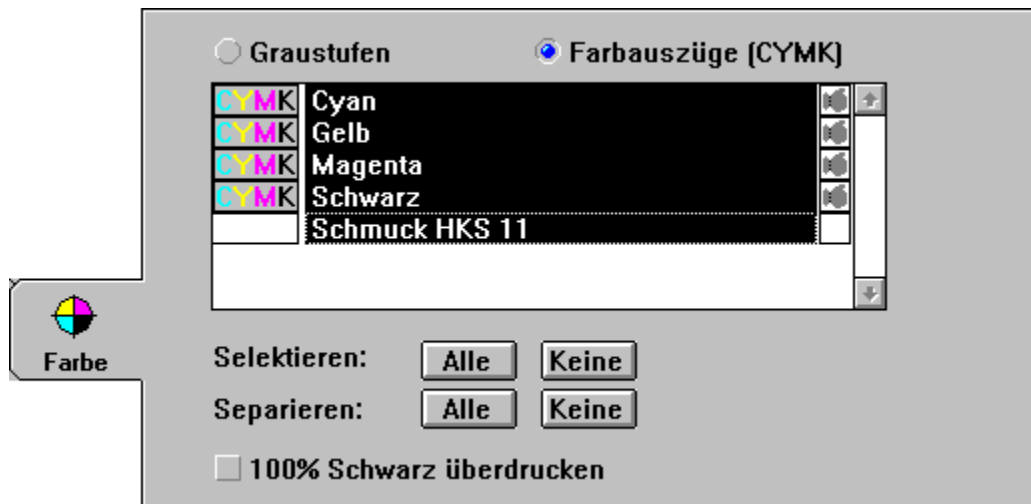 Graustufen Farbauszüge (CYMK)
CYMK Cyan
CYMK Gelb
CYMK Magenta
CYMK Schwarz
Schmuck HKS 11
Farbe
Selektieren: Alle Keine
Separieren: Alle Keine
100% Schwarz überdrucken